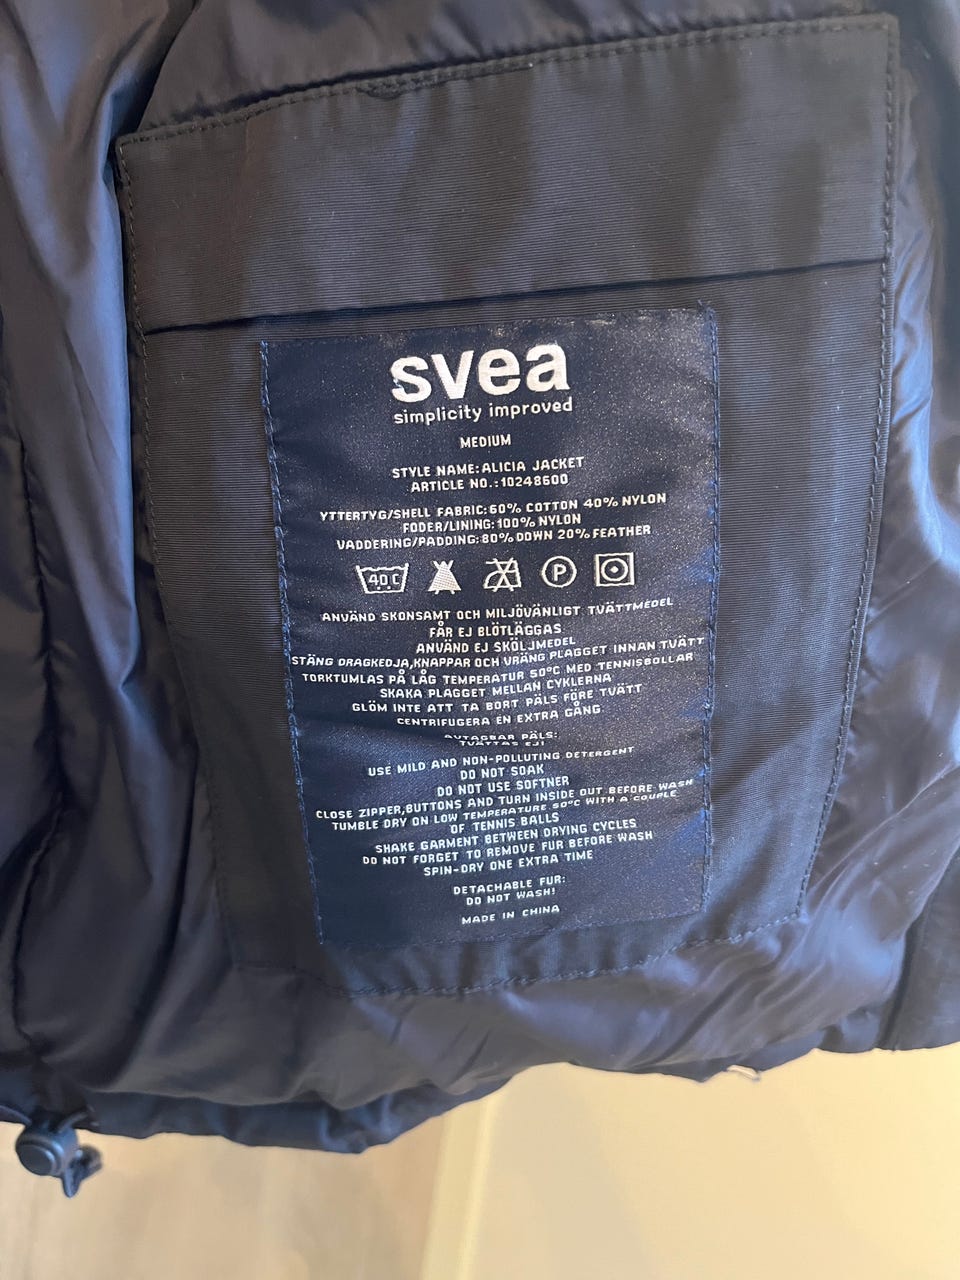 svea
simplicity improved
MEDIUM
STYLE NAME:ALICIA JACKET
ARTICLE NO.:10248600
YTTERTYG/SHELL FABRIC:60% COTTON 40% NYLON
FODER/LINING:100% NYLON
VADDERING/PADDING:80% DOWN 20% FEATHER
40C P
ANVÄND SKONSAMT OCH MILJÖVÄNLIGT TVÄTTMEDEL
FÅR EJ BLÖTLÄGGAS
ANVÄND EJ SKÖLJMEDEL
STÄNG DRAGKEDJA,KNAPPAR OCH VRÄNG PLAGGET INNAN TVÄTT
TORKTUMLAS PÅ LÅG TEMPERATUR 50°C MED TENNISBOLLAR
SKAKA PLAGGET MELLAN CYKLERNA
GLÖM INTE ATT TA BORT PÄLS FÖRE TVÄTT
CENTRIFUGERA EN EXTRA GÅNG
AVTAGBAR PÄLS:
TVÄTTAS EJ!
USE MILD AND NON-POLLUTING DETERGENT
DO NOT SOAK
DO NOT USE SOFTNER
CLOSE ZIPPER,BUTTONS AND TURN INSIDE OUT BEFORE WASH
TUMBLE DRY ON LOW TEMPERATURE 50°C WITH A COUPLE
OF TENNIS BALLS
SHAKE GARMENT BETWEEN DRYING CYCLES
DO NOT FORGET TO REMOVE FUR BEFORE WASH
SPIN-DRY ONE EXTRA TIME
DETACHABLE FUR:
DO NOT WASH!
MADE IN CHINA